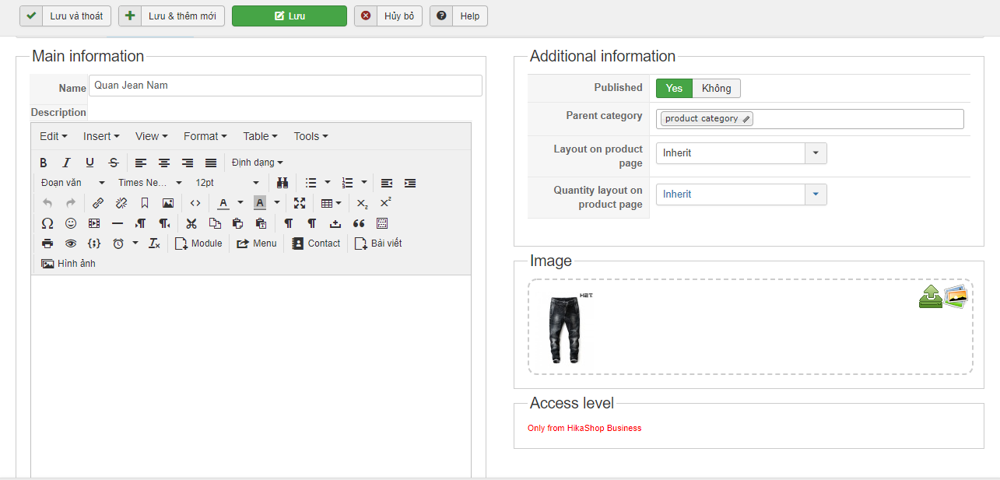 Lưu và thoát
Lưu & thêm mới
Lưu
Hủy bỏ
Help
Main information
Name
Quan Jean Nam
Description
Edit Insert View Format Table Tools
Định dạng
Đoạn văn Times Ne... 12pt
Module Menu Contact Bài viết
Hình ảnh
Additional information
Published
Yes Không
Parent category
product category
Layout on product
page
Inherit
Quantity layout on
product page
Inherit
Image
H2T
Access level
Only from HikaShop Business